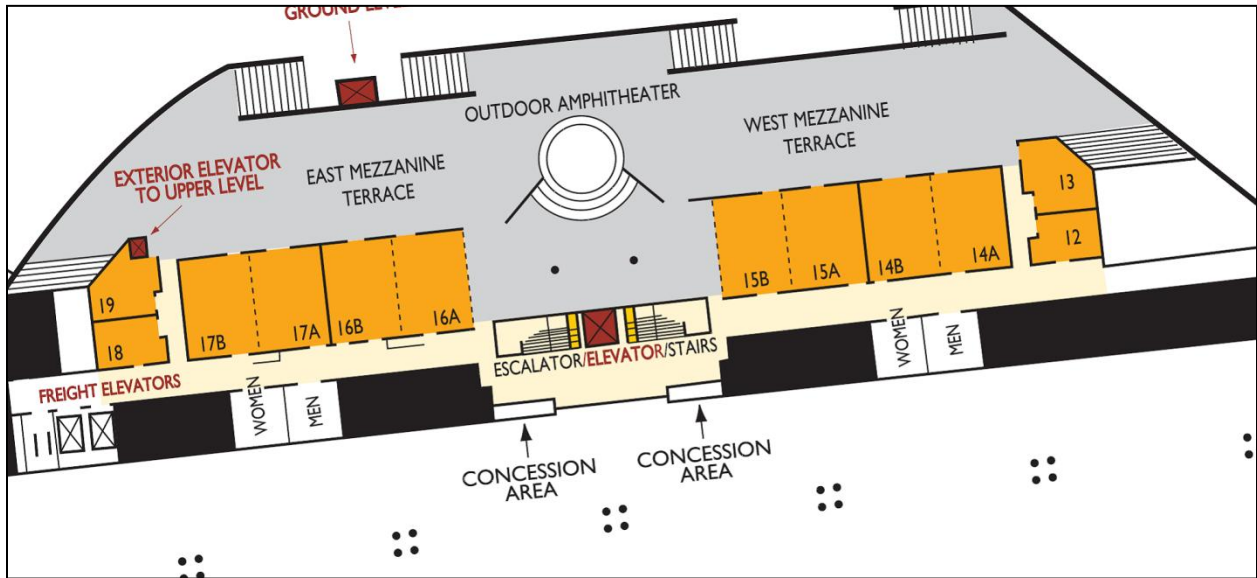 GROUND LEVEL
OUTDOOR AMPHITHEATER
WEST MEZZANINE
TERRACE
EXTERIOR ELEVATOR
TO UPPER LEVEL
EAST MEZZANINE
TERRACE
13
12
19
18
17B
17A
16B
16A
15B
15A
14B
14A
ESCALATOR/ELEVATOR/STAIRS
FREIGHT ELEVATORS
WOMEN
MEN
WOMEN
MEN
CONCESSION
AREA
CONCESSION
AREA